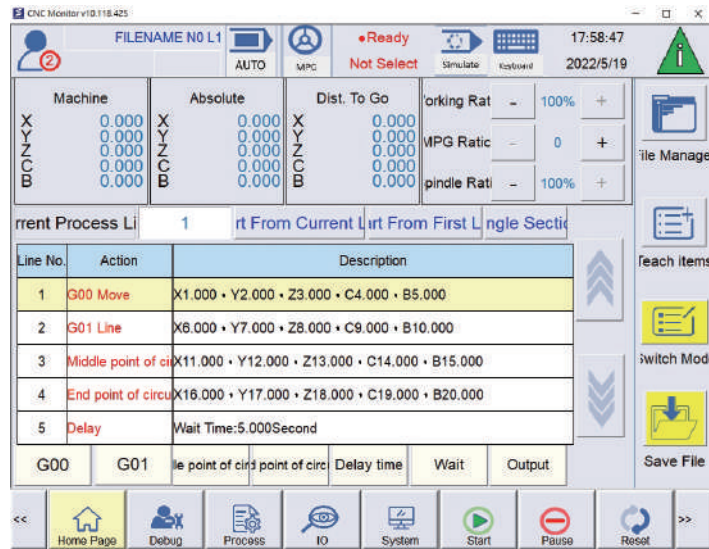 CNC Monitor v10.118.425
FILENAME N0 L1
●Ready
17:58:47
2
AUTO
MPG
Not Select
Simulate
Keyboard
2022/5/19
Machine
Absolute
Dist. To Go
'orking Rat - 100% +
X 0.000 X 0.000 X 0.000
Y 0.000 Y 0.000 Y 0.000
Z 0.000 Z 0.000 Z 0.000
C 0.000 C 0.000 C 0.000
B 0.000 B 0.000 B 0.000
MPG Ratic - 0 +
pindle Rati - 100% +
File Manage
rrent Process Li 1 rt From Current L irt From First L ngle Sectio
Line No. Action Description
1 G00 Move X1.000,Y2.000,Z3.000,C4.000,B5.000
2 G01 Line X6.000,Y7.000,Z8.000,C9.000,B10.000
3 Middle point of ci X11.000,Y12.000,Z13.000,C14.000,B15.000
4 End point of circu X16.000,Y17.000,Z18.000,C19.000,B20.000
5 Delay Wait Time:5.000Second
Teach items
Switch Mod
Save File
G00 G01 le point of cir point of circ Delay time Wait Output
<< Home Page Debug Process IO System Start Pause Reset >>